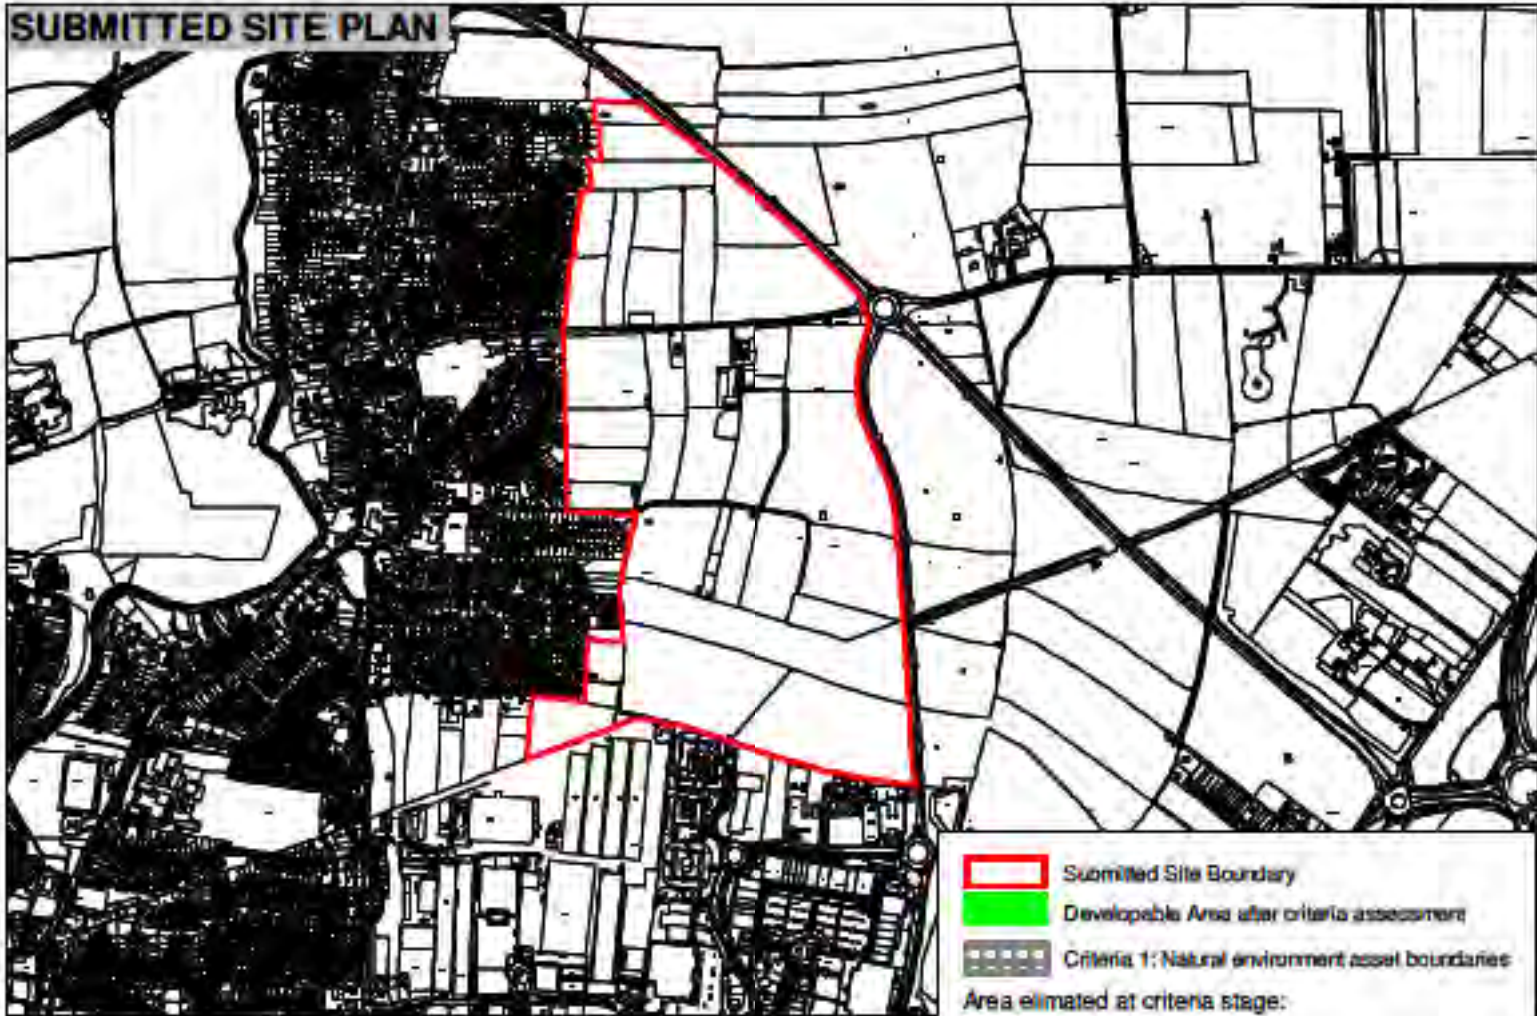 SUBMITTED SITE PLAN
Submitted Site Boundary
Developable Area after criteria assessment
Criteria 1: Natural environment asset boundaries
Area elimated at criteria stage: